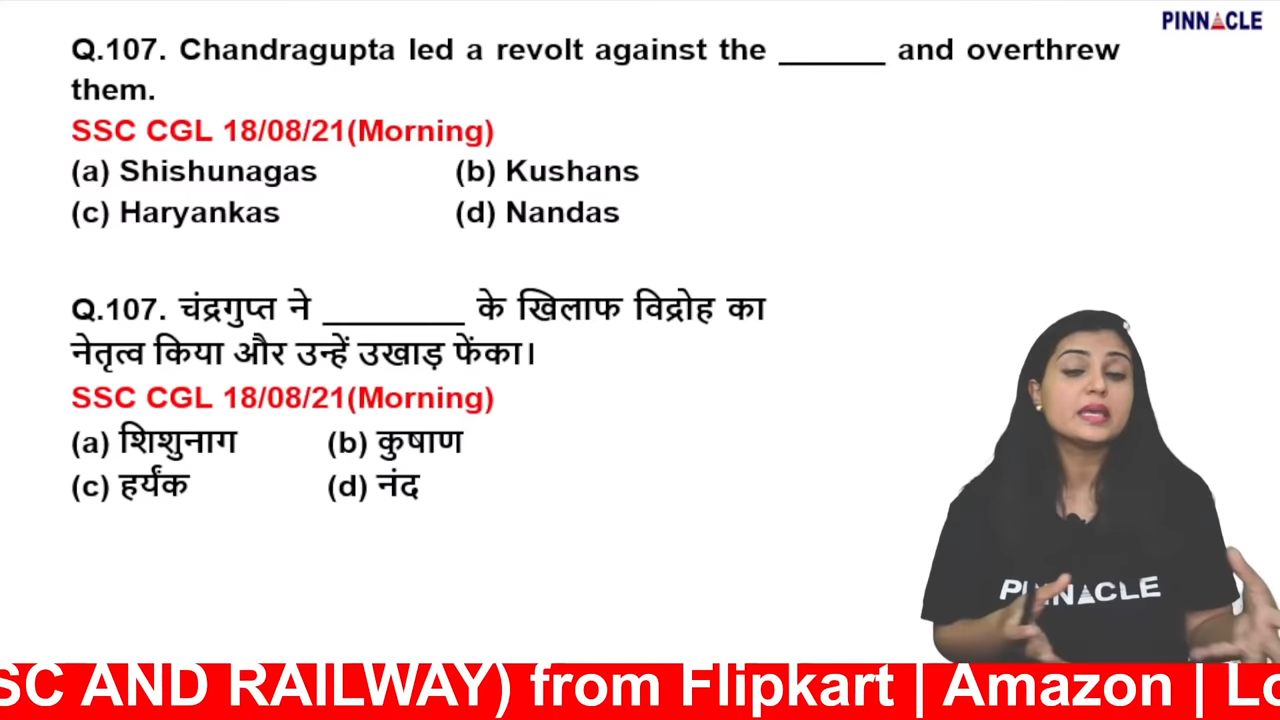 PINNACLE
Q.107. Chandragupta led a revolt against the ______ and overthrew
them.
SSC CGL 18/08/21(Morning)
(a) Shishunagas (b) Kushans
(c) Haryankas (d) Nandas
Q.107. चंद्रगुप्त ने ________ के खिलाफ विद्रोह का
नेतृत्व किया और उन्हें उखाड़ फेंका।
SSC CGL 18/08/21(Morning)
(a) शिशुनाग (b) कुषाण
(c) हर्यंक (d) नंद
PINNACLE
SC AND RAILWAY) from Flipkart | Amazon | Lo